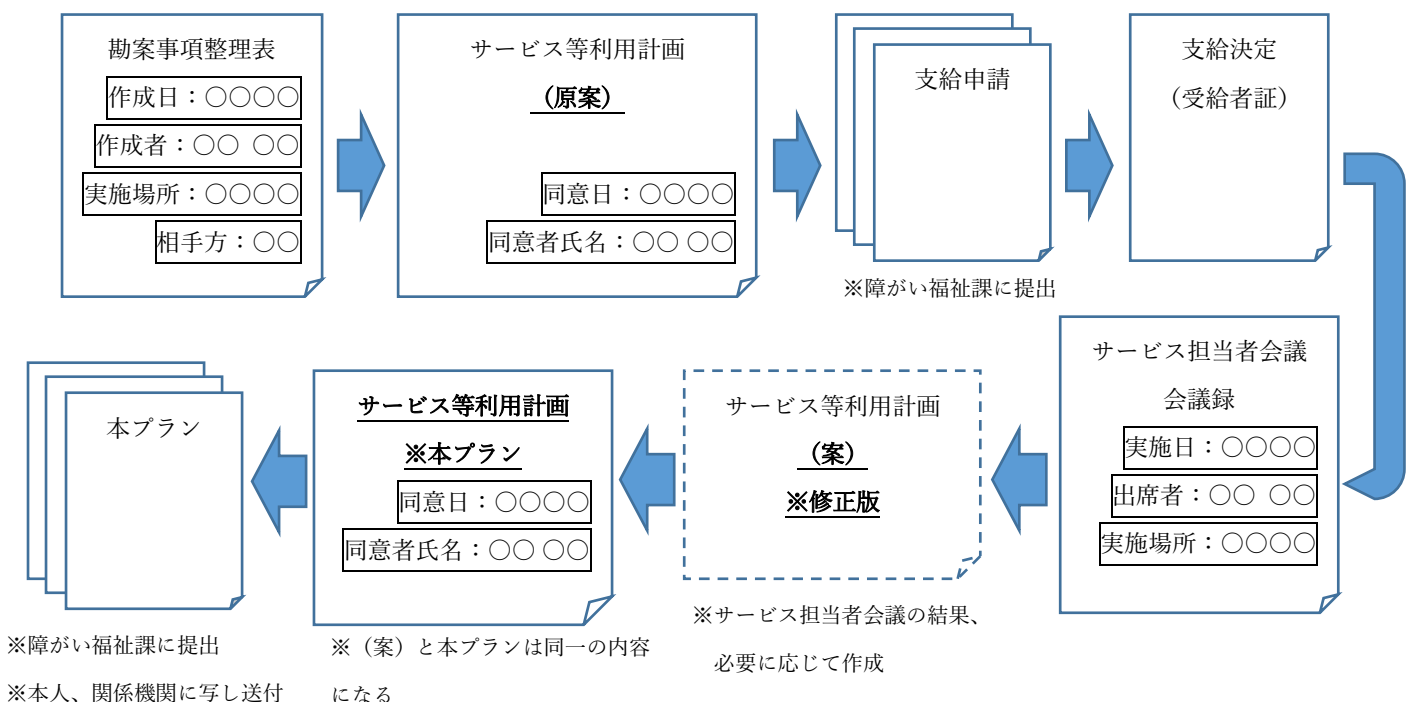 勘案事項整理表
作成日：○○○○
作成者：○○ ○○
実施場所：○○○○
相手方：○○
サービス等利用計画
（原案）
同意日：○○○○
同意者氏名：○○ ○○
支給申請
※障がい福祉課に提出
支給決定
（受給者証）
サービス担当者会議
会議録
実施日：○○○○
出席者：○○ ○○
実施場所：○○○○
サービス等利用計画
（案）
※修正版
※サービス担当者会議の結果、
必要に応じて作成
サービス等利用計画
※本プラン
同意日：○○○○
同意者氏名：○○ ○○
※（案）と本プランは同一の内容
になる
本プラン
※障がい福祉課に提出
※本人、関係機関に写し送付